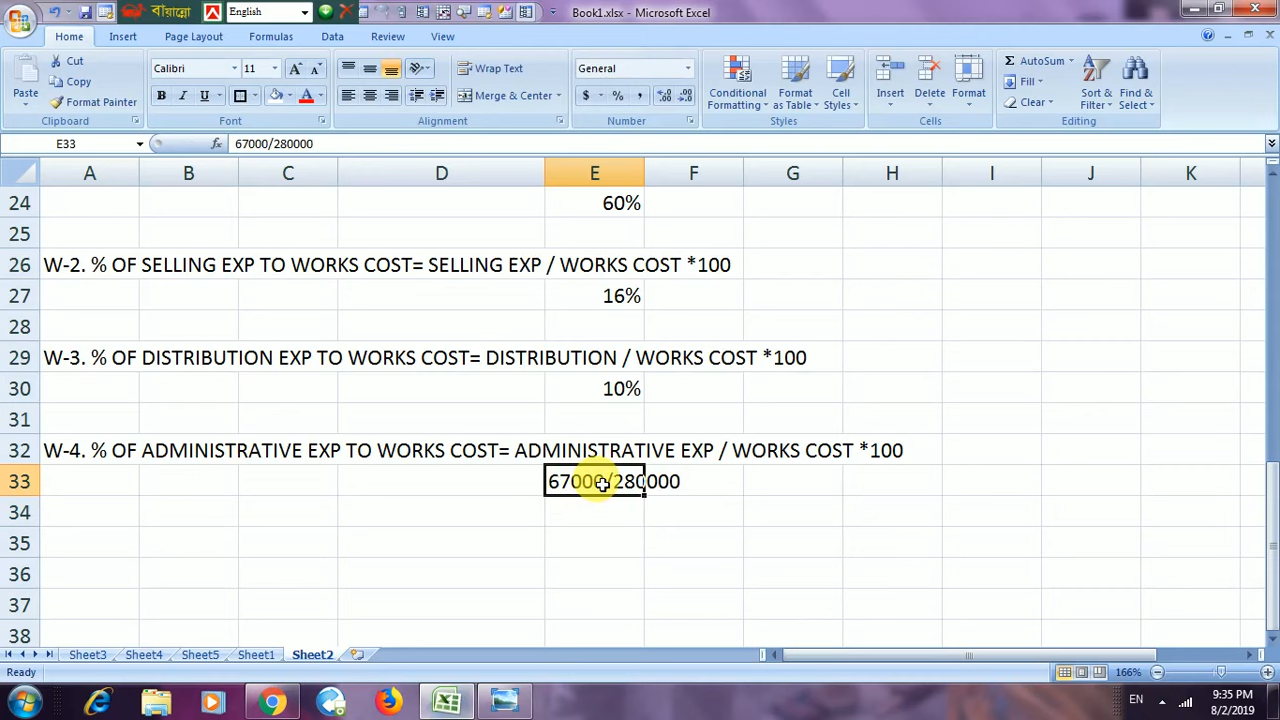 বায়ান্নো English Book1.xlsx - Microsoft Excel
Home Insert Page Layout Formulas Data Review View
Cut Calibri 11 Wrap Text General AutoSum
Copy Fill
Paste Format Painter B I U A Merge & Center $ % , Conditional Formatting Format as Table Cell Styles Insert Delete Format Clear Sort & Filter Find & Select
Clipboard Font Alignment Number Styles Cells Editing
E33 fx 67000/280000
A B C D E F G H I J K
24 60%
25
26 W-2. % OF SELLING EXP TO WORKS COST= SELLING EXP / WORKS COST *100
27 16%
28
29 W-3. % OF DISTRIBUTION EXP TO WORKS COST= DISTRIBUTION / WORKS COST *100
30 10%
31
32 W-4. % OF ADMINISTRATIVE EXP TO WORKS COST= ADMINISTRATIVE EXP / WORKS COST *100
33 67000/280000
34
35
36
37
38
Sheet3 Sheet4 Sheet5 Sheet1 Sheet2
Ready 166%
EN 9:35 PM
8/2/2019